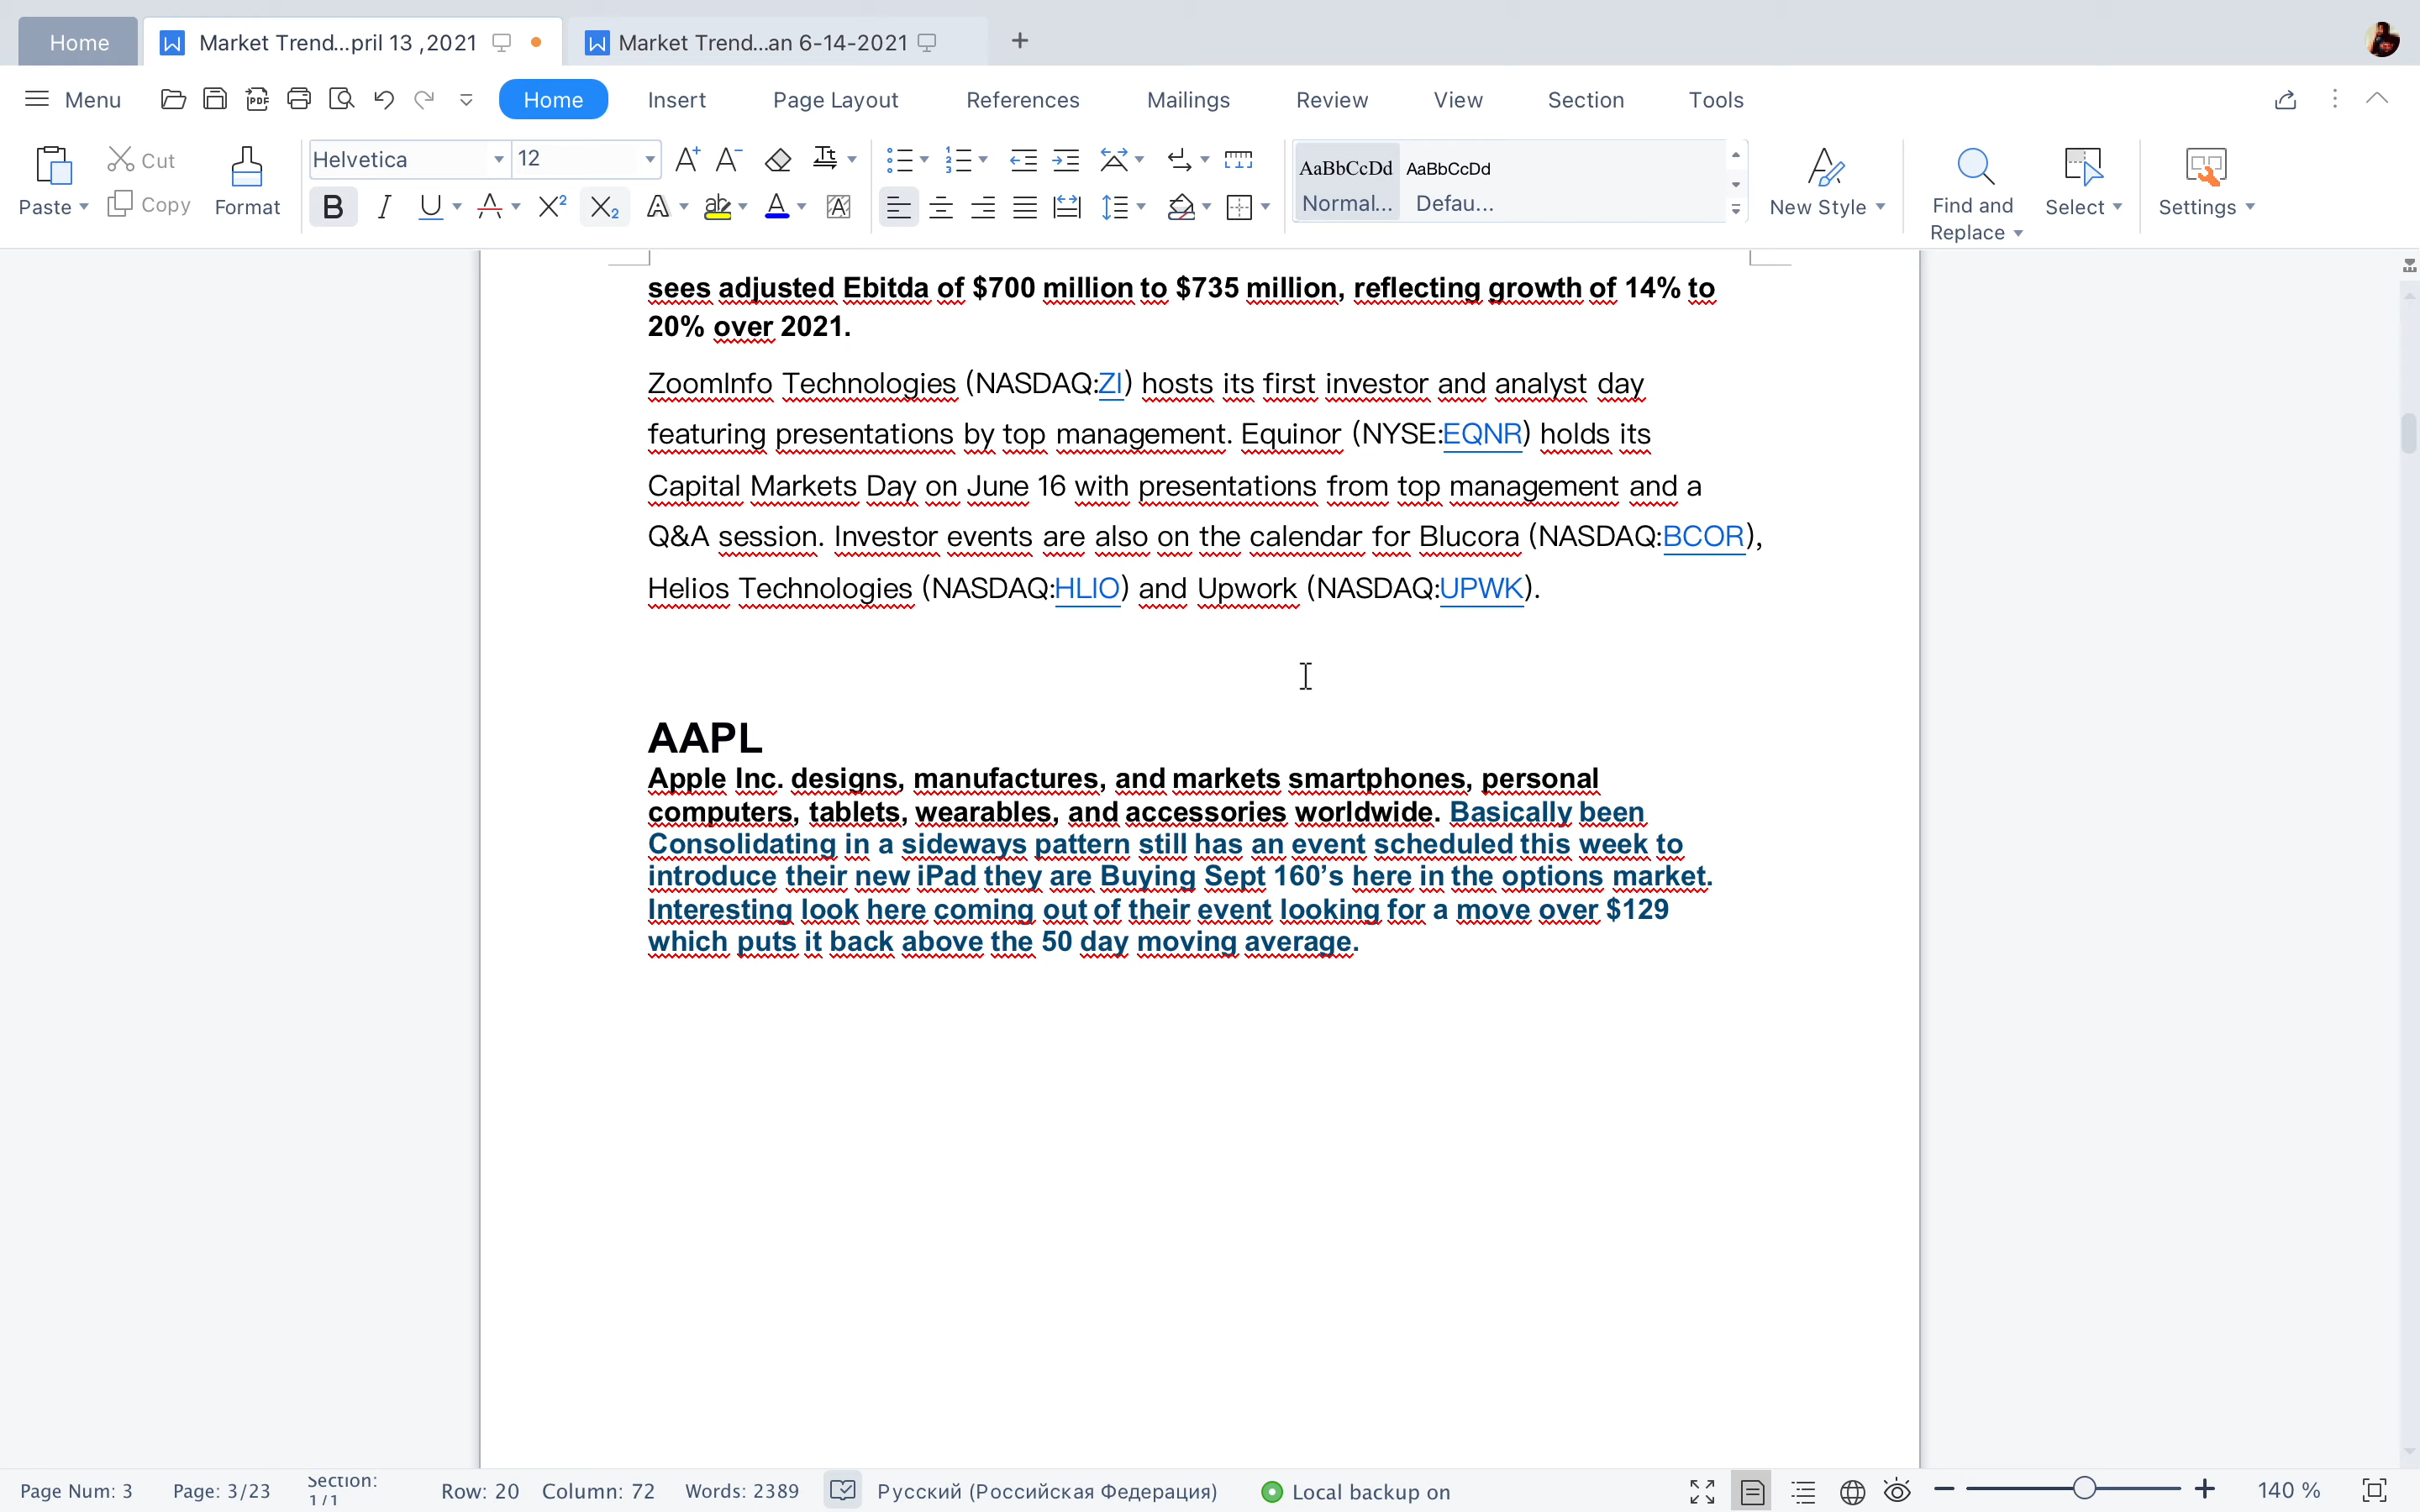 Home
Market Trend...pril 13 ,2021
Market Trend...an 6-14-2021
+
Menu
PDF
Home
Insert
Page Layout
References
Mailings
Review
View
Section
Tools
Paste
Cut
Copy
Format
Helvetica
12
AaBbCcDd
Normal...
AaBbCcDd
Defau...
New Style
Find and
Replace
Select
Settings
sees adjusted Ebitda of $700 million to $735 million, reflecting growth of 14% to
20% over 2021.
ZoomInfo Technologies (NASDAQ:ZI) hosts its first investor and analyst day
featuring presentations by top management. Equinor (NYSE:EQNR) holds its
Capital Markets Day on June 16 with presentations from top management and a
Q&A session. Investor events are also on the calendar for Blucora (NASDAQ:BCOR),
Helios Technologies (NASDAQ:HLIO) and Upwork (NASDAQ:UPWK).
AAPL
Apple Inc. designs, manufactures, and markets smartphones, personal
computers, tablets, wearables, and accessories worldwide. Basically been
Consolidating in a sideways pattern still has an event scheduled this week to
introduce their new iPad they are Buying Sept 160’s here in the options market.
Interesting look here coming out of their event looking for a move over $129
which puts it back above the 50 day moving average.
Page Num: 3
Page: 3/23
Section:
1/1
Row: 20
Column: 72
Words: 2389
Русский (Российская Федерация)
Local backup on
140 %